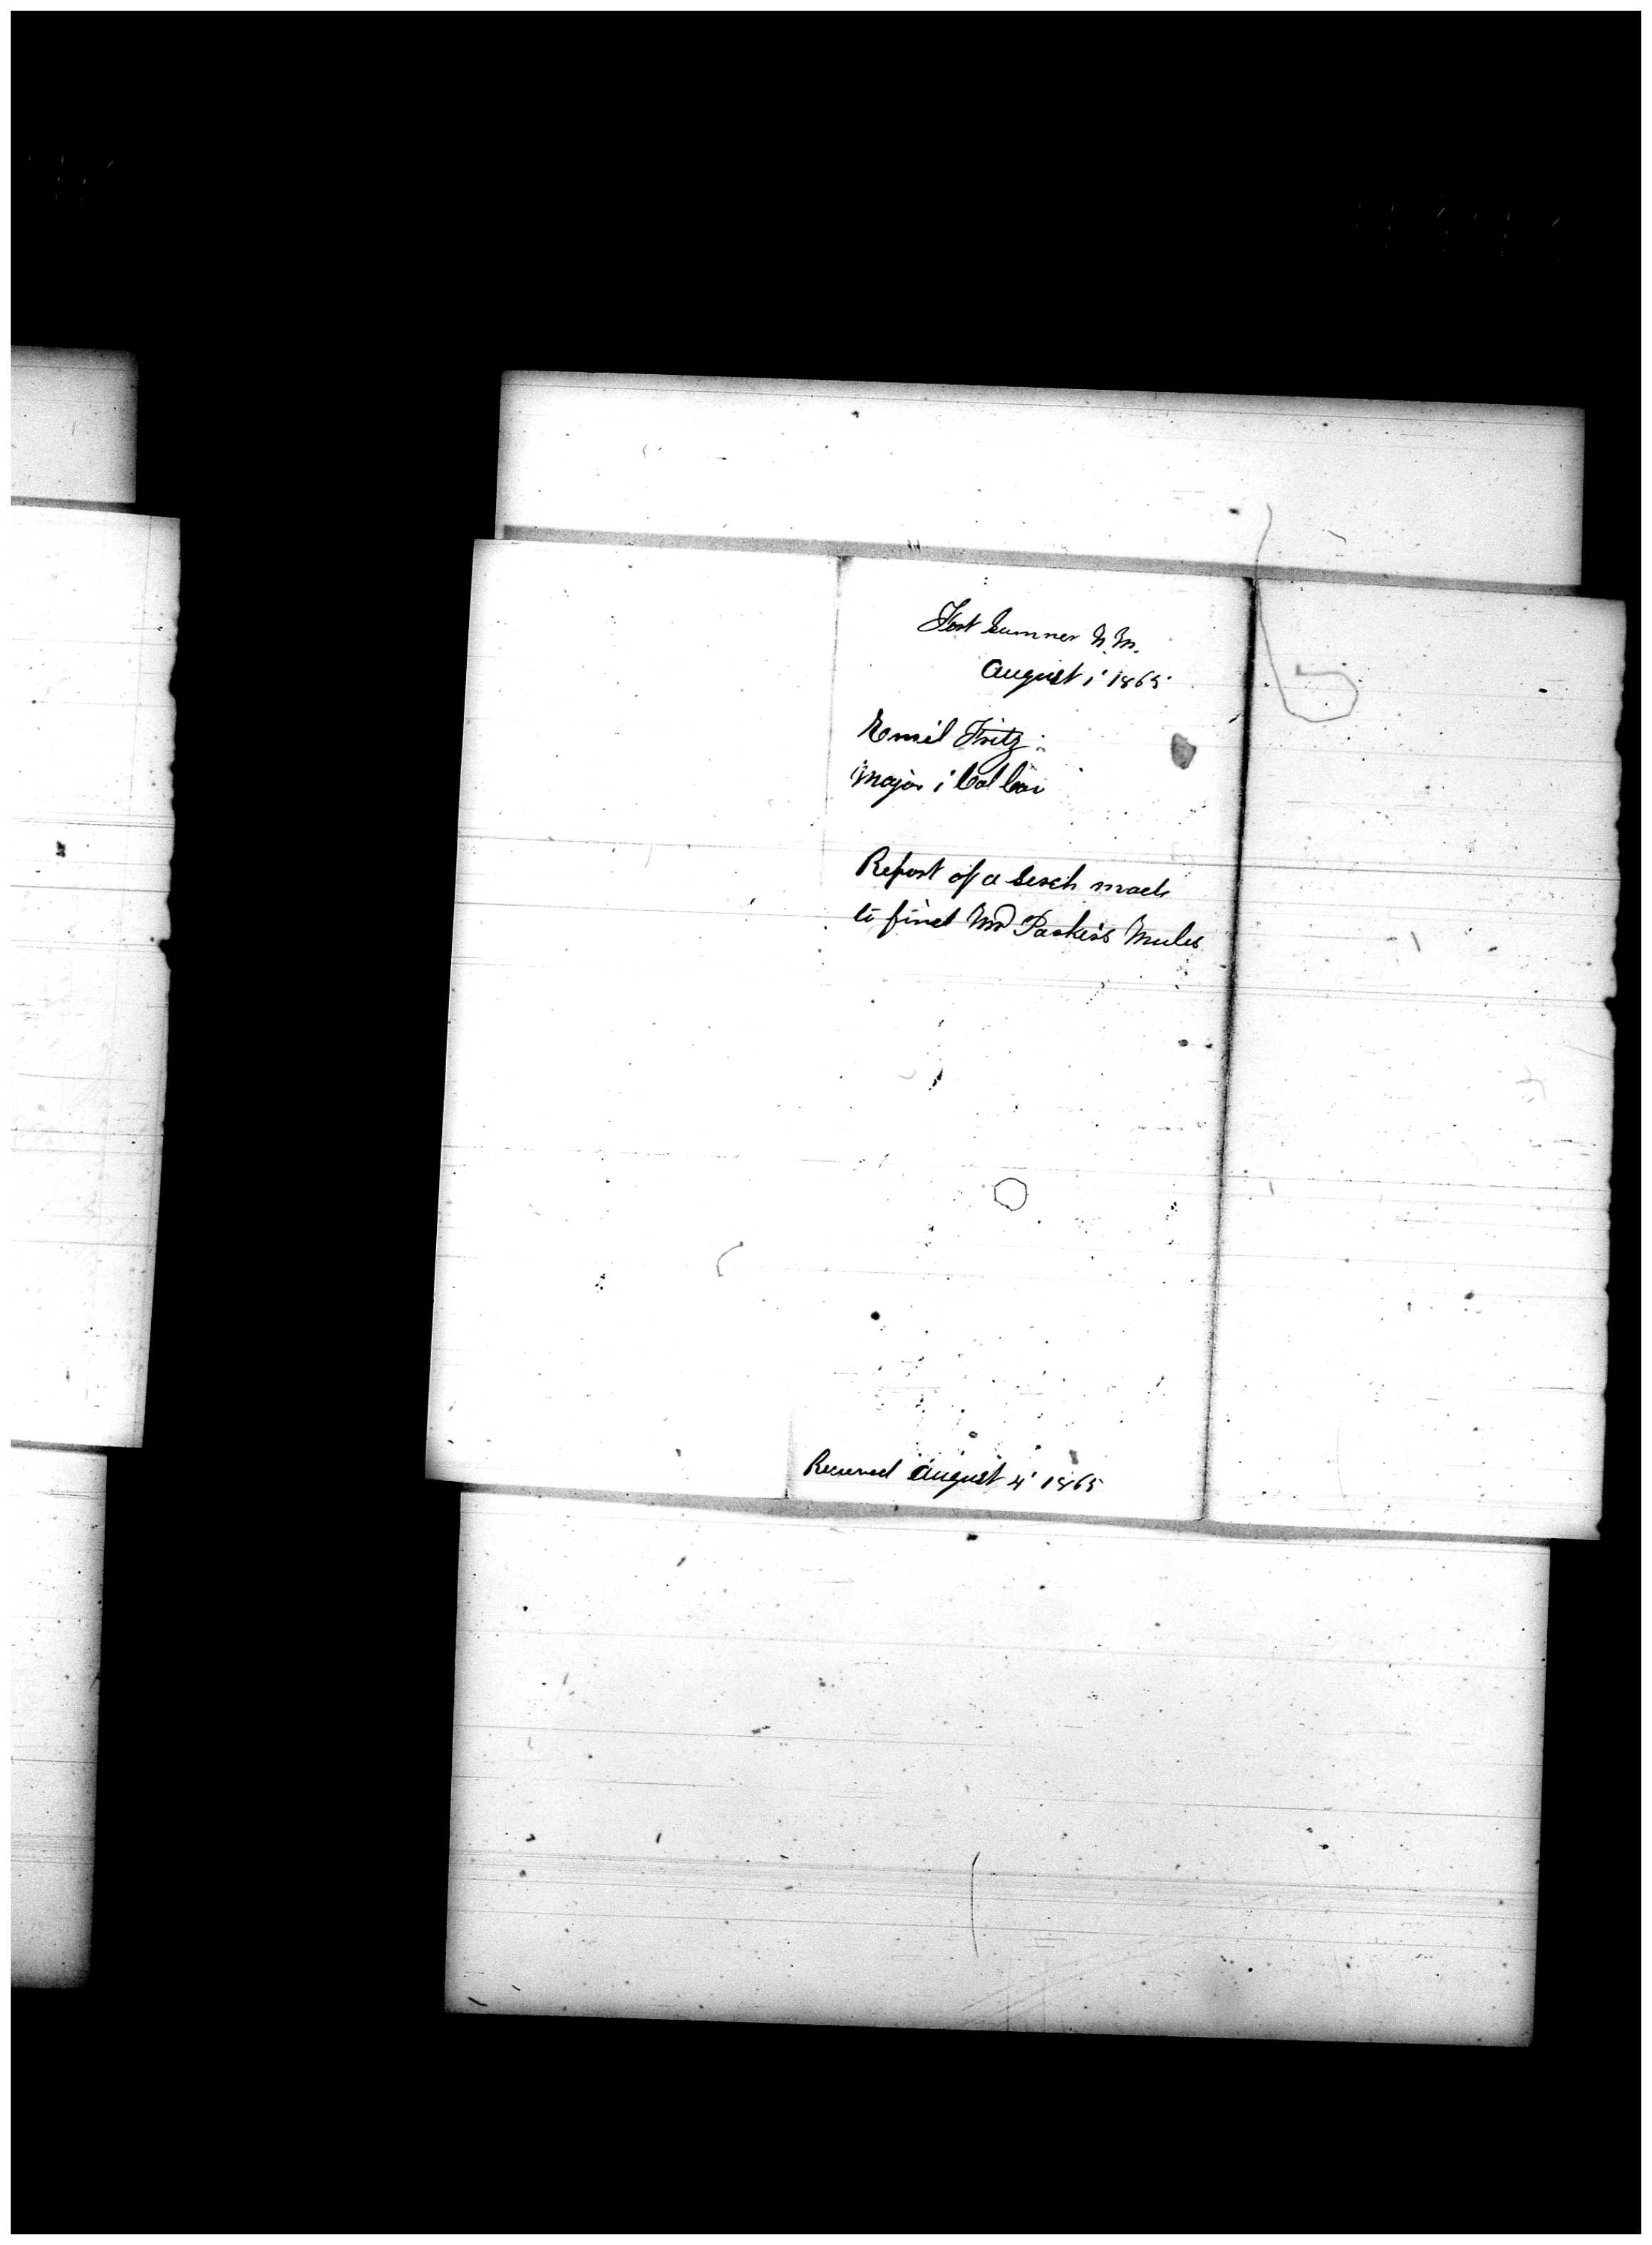 Fort Sumner N.M.
August 1' 1865
Emil Fritz
Major 1' Cal Cav
Report of a Serch made
to find Mr Parker's Mules
Received August 4' 1865